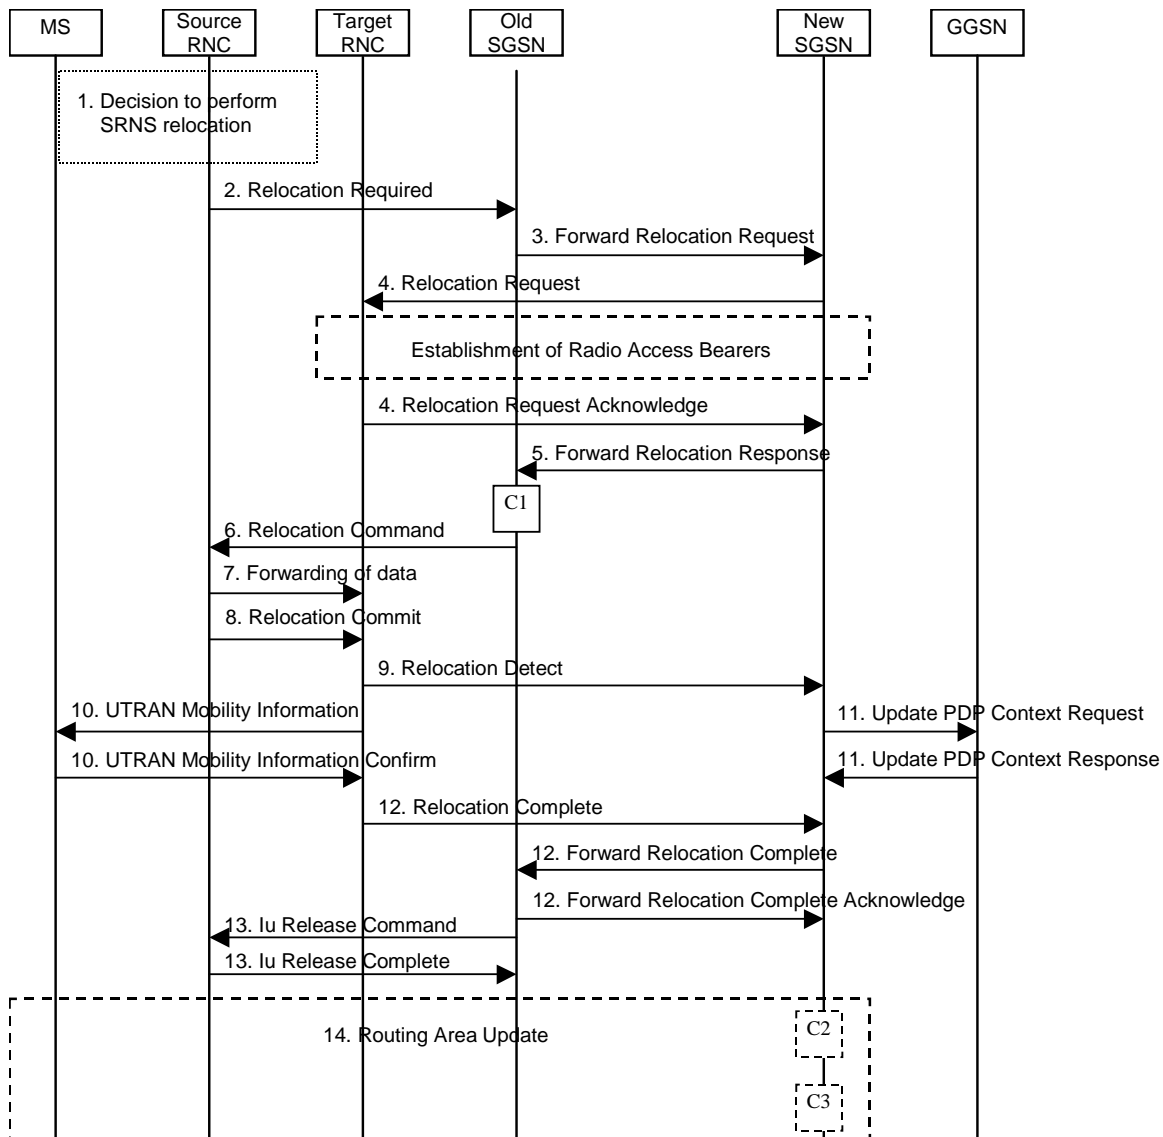 MS
Source
RNC
Target
RNC
Old
SGSN
New
SGSN
GGSN
1. Decision to perform
SRNS relocation
2. Relocation Required
3. Forward Relocation Request
4. Relocation Request
Establishment of Radio Access Bearers
4. Relocation Request Acknowledge
5. Forward Relocation Response
C1
6. Relocation Command
7. Forwarding of data
8. Relocation Commit
9. Relocation Detect
10. UTRAN Mobility Information
11. Update PDP Context Request
10. UTRAN Mobility Information Confirm
11. Update PDP Context Response
12. Relocation Complete
12. Forward Relocation Complete
12. Forward Relocation Complete Acknowledge
13. Iu Release Command
13. Iu Release Complete
14. Routing Area Update
C2
C3